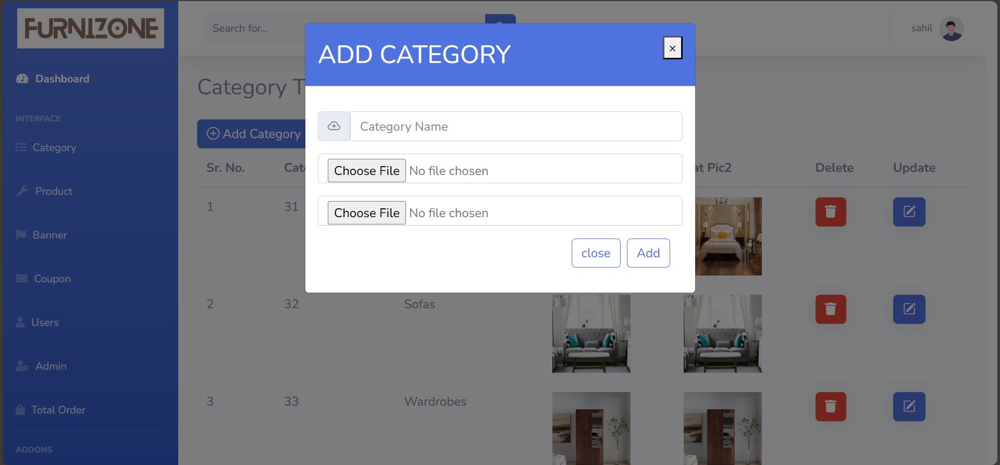 FURNIZONE
Search for...
sahil
ADD CATEGORY
×
Dashboard
Category T
INTERFACE
Category
Product
Banner
Coupon
Users
Admin
Total Order
ADDONS
Add Category
Category Name
Choose File No file chosen
Choose File No file chosen
close
Add
Sr. No. Cate at Pic2 Delete Update
1 31
2 32 Sofas
3 33 Wardrobes